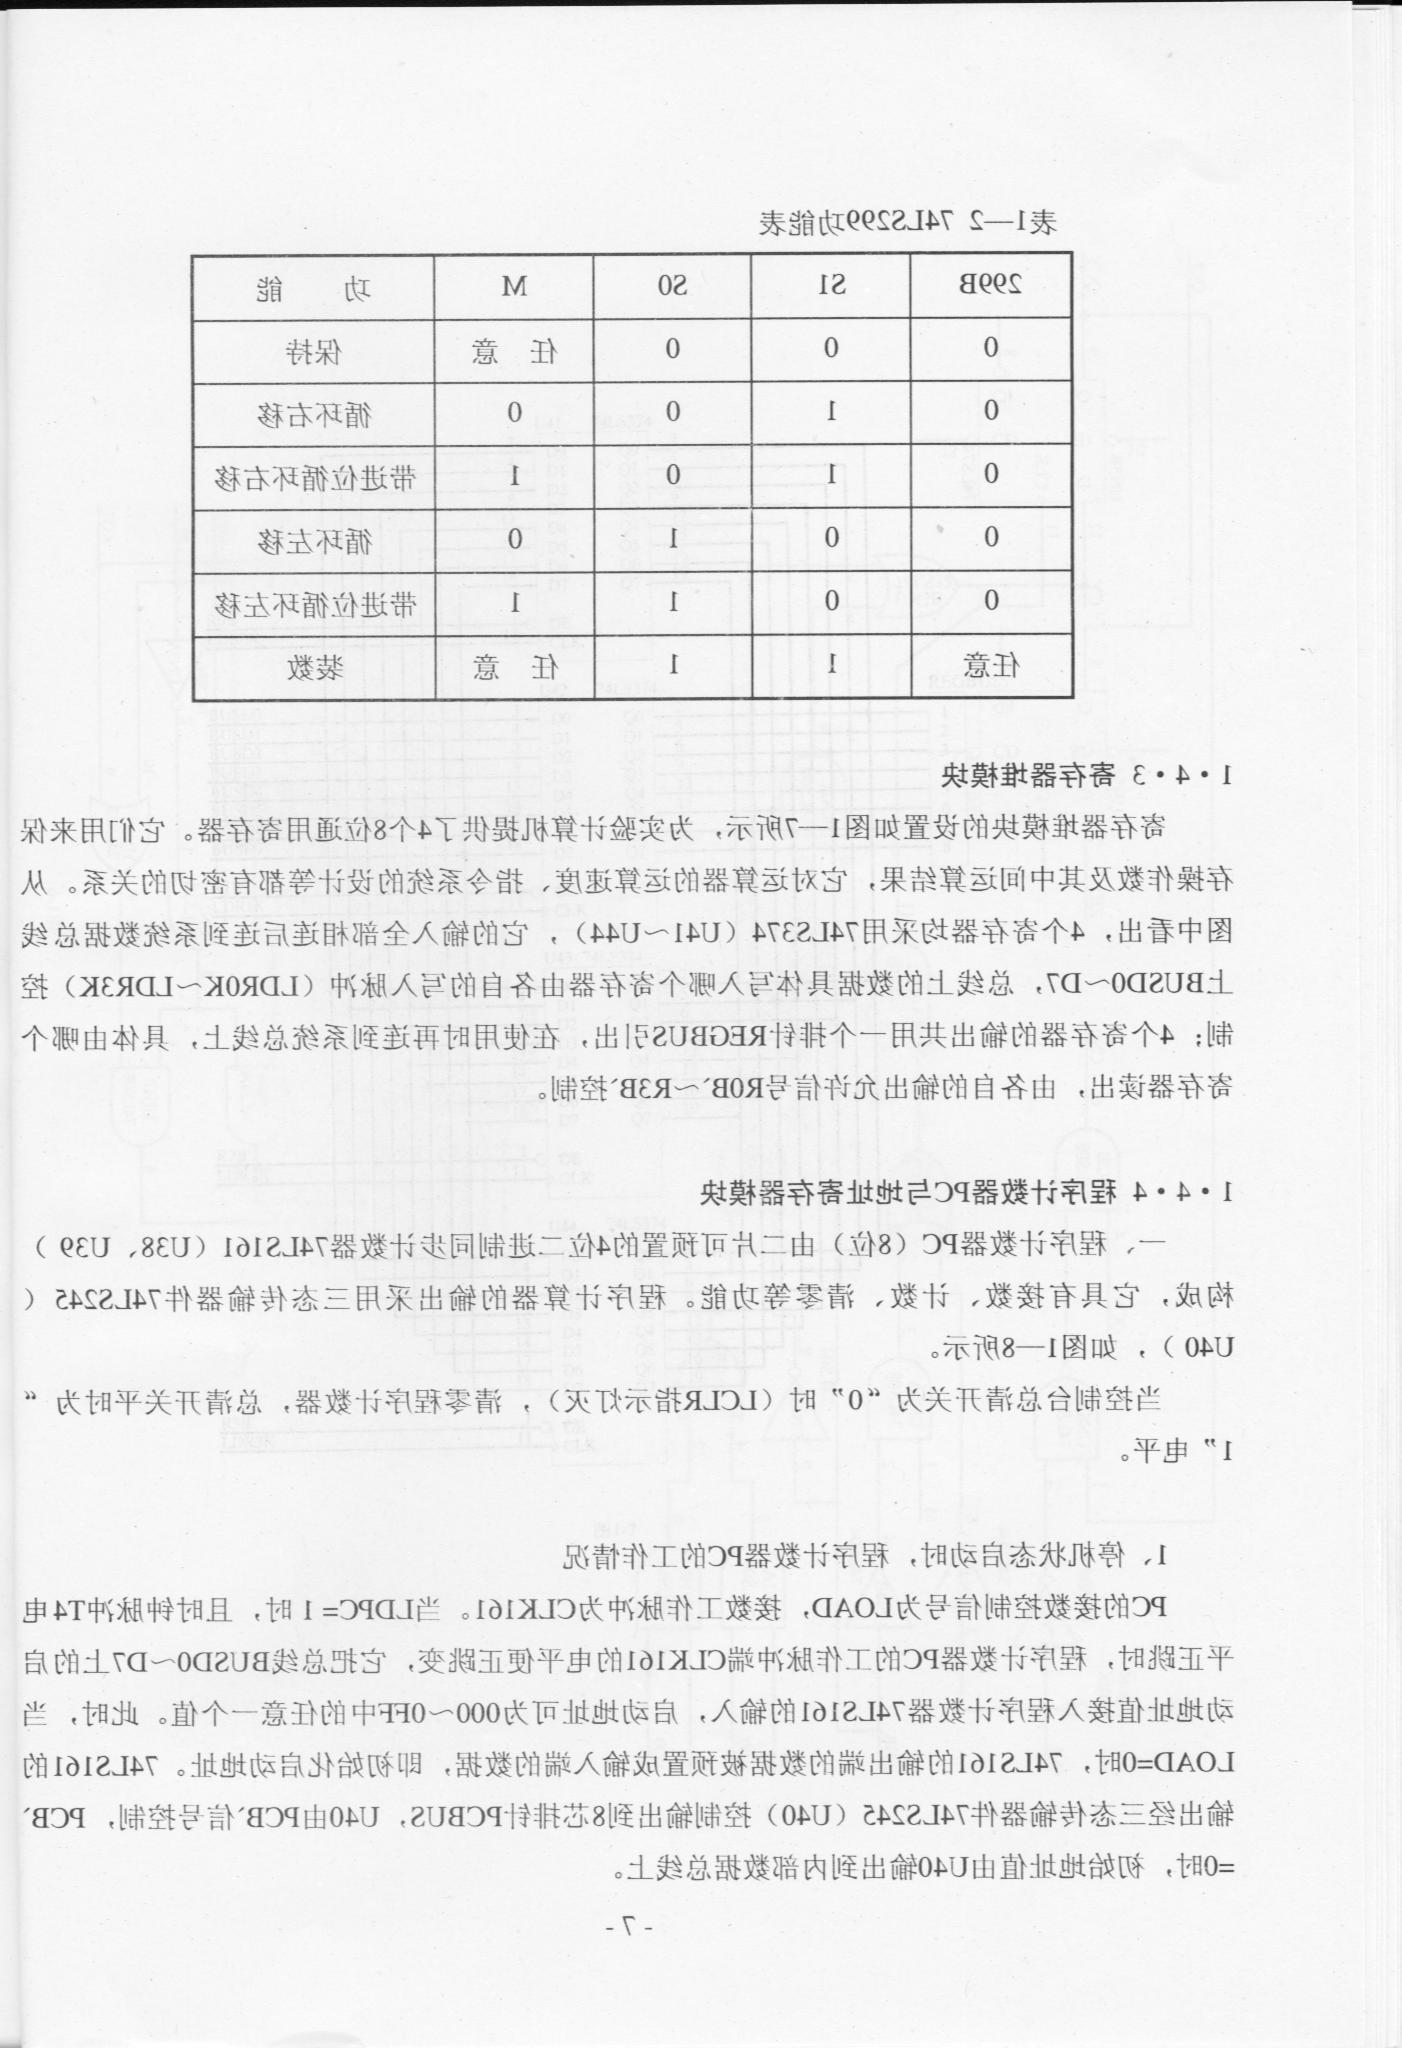 表1—2 74LS299功能表
299B S1 S0 M 功 能
0 0 0 任 意 保持
0 1 0 0 循环右移
0 1 0 1 带进位循环右移
0 0 1 0 循环左移
0 0 1 1 带进位循环左移
任意 1 1 任 意 装数
1·4·3 寄存器堆模块
寄存器堆模块的设置如图1—7所示，为实验计算机提供了4个8位通用寄存器。它们用来保
存操作数及其中间运算结果，它对运算器的运算速度、指令系统的设计等都有密切的关系。从
图中看出，4个寄存器均采用74LS374（U41～U44），它的输入全部相连后连到系统数据总线
上BUSD0～D7，总线上的数据具体写入哪个寄存器由各自的写入脉冲（LDR0K～LDR3K）控
制；4个寄存器的输出共用一个排针REGBUS引出，在使用时再连到系统总线上，具体由哪个
寄存器读出，由各自的输出允许信号R0B`～R3B`控制。
1·4·4 程序计数器PC与地址寄存器模块
一、程序计数器PC（8位）由二片可预置的4位二进制同步计数器74LS161（U38、U39 ）
构成，它具有接数、计数、清零等功能。程序计算器的输出采用三态传输器件74LS245（
U40 ），如图1—8所示。
当控制台总清开关为“0”时（LCLR指示灯灭），清零程序计数器，总清开关平时为“
1”电平。
1、停机状态启动时，程序计数器PC的工作情况
PC的接数控制信号为LOAD，接数工作脉冲为CLK161。当LDPC= 1 时，且时钟脉冲T4电
平正跳时，程序计数器PC的工作脉冲端CLK161的电平便正跳变，它把总线BUSD0～D7上的启
动地址值接入程序计数器74LS161的输入，启动地址可为000～0FF中的任意一个值。此时，当
LOAD=0时，74LS161的输出端的数据被预置成输入端的数据，即初始化启动地址。74LS161的
输出经三态传输器件74LS245（U40）控制输出到8芯排针PCBUS，U40由PCB`信号控制，PCB`
=0时，初始地址值由U40输出到内部数据总线上。
- 7 -